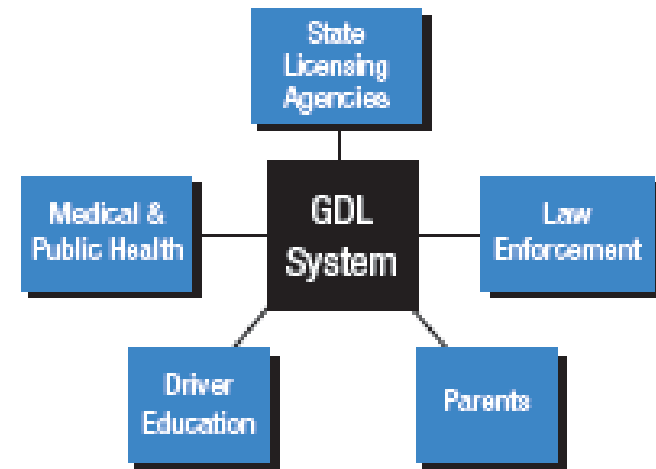 State
Licensing
Agencies
Medical &
Public Health
GDL
System
Law
Enforcement
Driver
Education
Parents